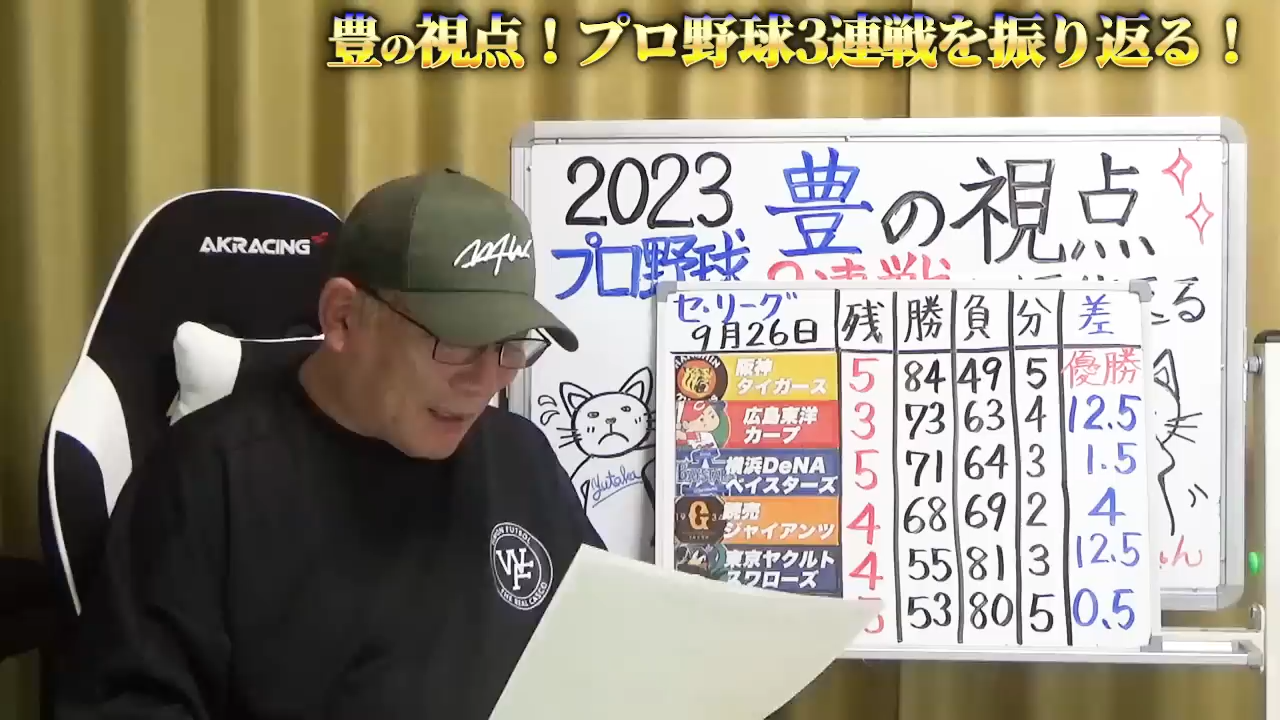 豊の視点！プロ野球3連戦を振り返る！
2023 豊の視点
プロ野球 3連戦
AKRACING
yutaka
セ・リーグ 9月26日 残 勝 負 分 差
阪神タイガース 5 84 49 5 優勝
広島東洋カープ 3 73 63 4 12.5
横浜DeNAベイスターズ 5 71 64 3 1.5
読売ジャイアンツ 4 68 69 2 4
東京ヤクルトスワローズ 4 55 81 3 12.5
5 53 80 5 0.5